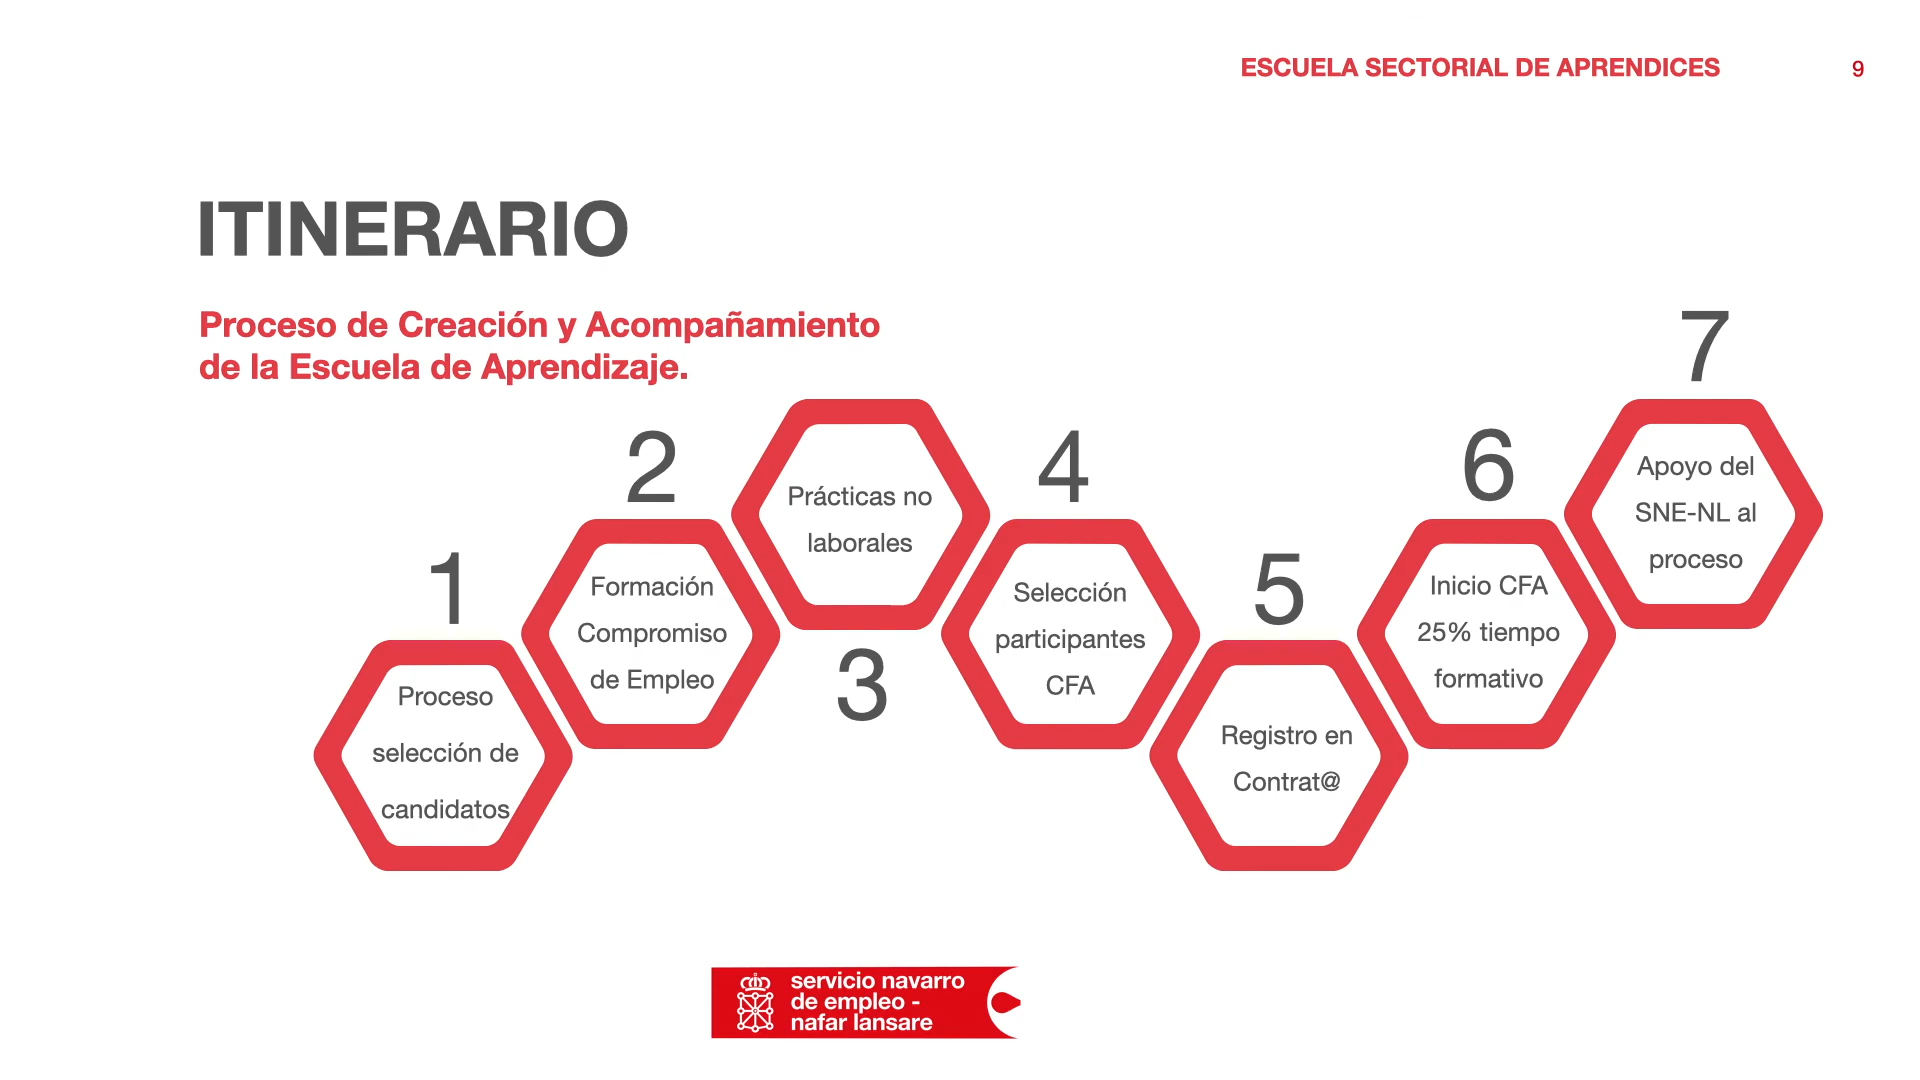 ESCUELA SECTORIAL DE APRENDICES
9
ITINERARIO
Proceso de Creación y Acompañamiento
de la Escuela de Aprendizaje.
1
Proceso
selección de
candidatos
2
Formación
Compromiso
de Empleo
Prácticas no
laborales
3
4
Selección
participantes
CFA
5
Registro en
Contrat@
6
Inicio CFA
25% tiempo
formativo
7
Apoyo del
SNE-NL al
proceso
servicio navarro
de empleo -
nafar lansare